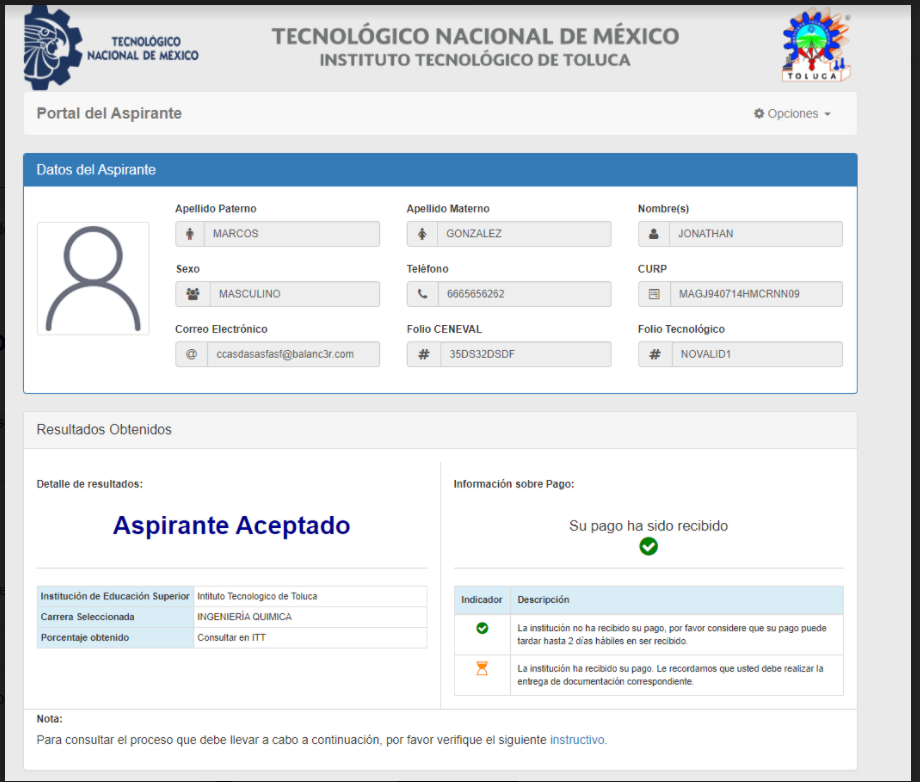 TECNOLÓGICO
NACIONAL DE MÉXICO
TECNOLÓGICO NACIONAL DE MÉXICO
INSTITUTO TECNOLÓGICO DE TOLUCA
TOLUCA
Portal del Aspirante
Opciones
Datos del Aspirante
Apellido Paterno
MARCOS
Apellido Materno
GONZALEZ
Nombre(s)
JONATHAN
Sexo
MASCULINO
Teléfono
6665656262
CURP
MAGJ940714HMCRNN09
Correo Electrónico
@ ccasdasasfasf@balanc3r.com
Folio CENEVAL
# 35DS32DSDF
Folio Tecnológico
# NOVALID1
Resultados Obtenidos
Detalle de resultados:
Aspirante Aceptado
Institución de Educación Superior Intituto Tecnologico de Toluca
Carrera Seleccionada INGENIERÍA QUIMICA
Porcentaje obtenido Consultar en ITT
Información sobre Pago:
Su pago ha sido recibido
Indicador Descripción
La institución no ha recibido su pago, por favor considere que su pago puede
tardar hasta 2 días hábiles en ser recibido.
La institución ha recibido su pago. Le recordamos que usted debe realizar la
entrega de documentación correspondiente.
Nota:
Para consultar el proceso que debe llevar a cabo a continuación, por favor verifique el siguiente instructivo.